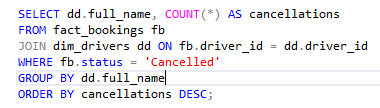 SELECT dd.full_name, COUNT(*) AS cancellations
FROM fact_bookings fb
JOIN dim_drivers dd ON fb.driver_id = dd.driver_id
WHERE fb.status = 'Cancelled'
GROUP BY dd.full_name
ORDER BY cancellations DESC;